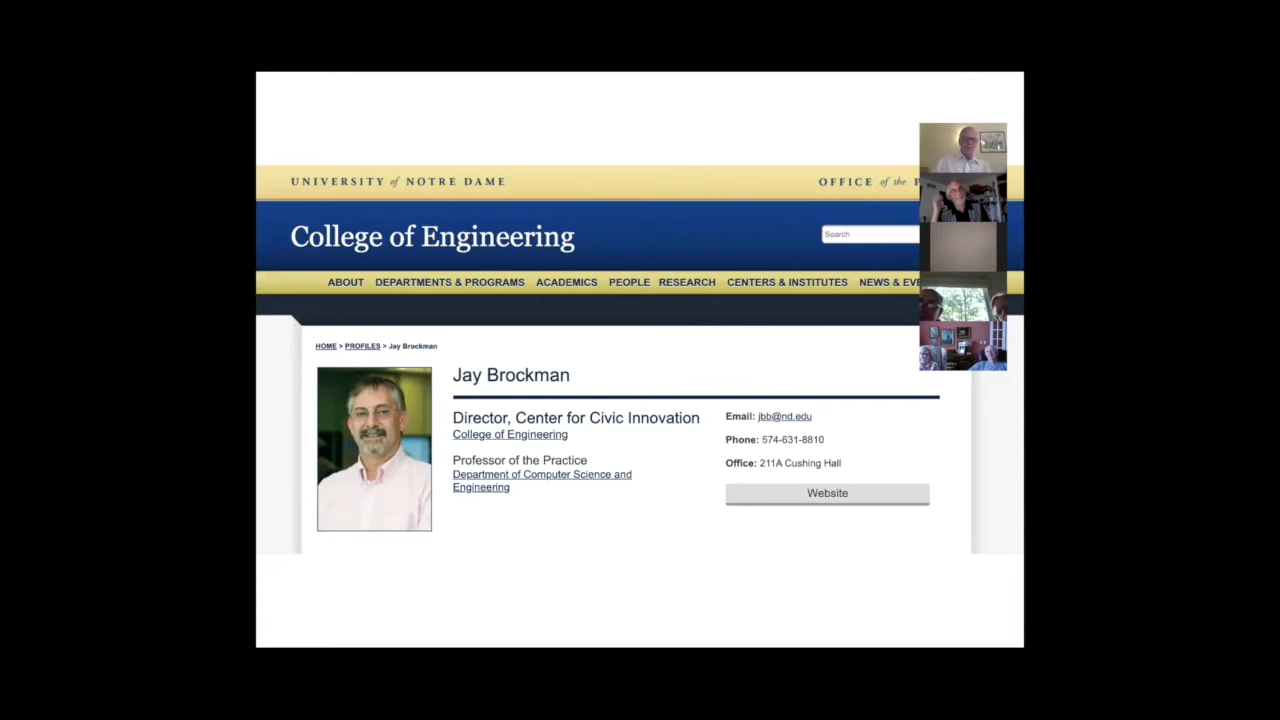 UNIVERSITY of NOTRE DAME
OFFICE of the
College of Engineering
Search
ABOUT DEPARTMENTS & PROGRAMS ACADEMICS PEOPLE RESEARCH CENTERS & INSTITUTES NEWS &
HOME > PROFILES > Jay Brockman
Jay Brockman
Director, Center for Civic Innovation
College of Engineering
Professor of the Practice
Department of Computer Science and
Engineering
Email: jbb@nd.edu
Phone: 574-631-8810
Office: 211A Cushing Hall
Website